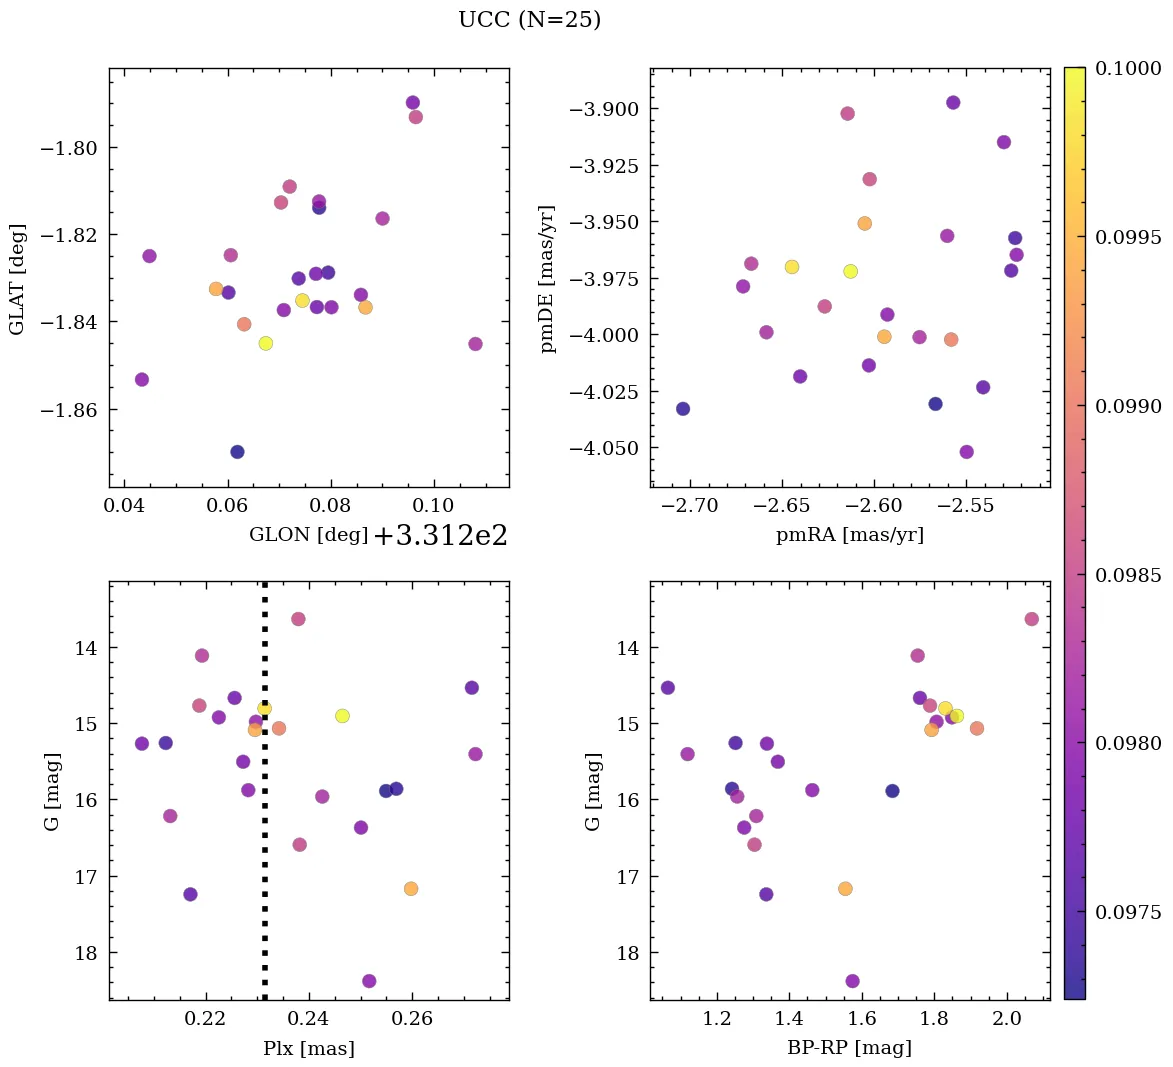 UCC (N=25)
−1.80
−1.82
−1.84
−1.86
GLAT [deg]
0.04 0.06 0.08 0.10
GLON [deg] +3.312e2
−3.900
−3.925
−3.950
−3.975
−4.000
−4.025
−4.050
pmDE [mas/yr]
−2.70 −2.65 −2.60 −2.55
pmRA [mas/yr]
14
15
16
17
18
G [mag]
0.22 0.24 0.26
Plx [mas]
14
15
16
17
18
G [mag]
1.2 1.4 1.6 1.8 2.0
BP-RP [mag]
0.1000
0.0995
0.0990
0.0985
0.0980
0.0975